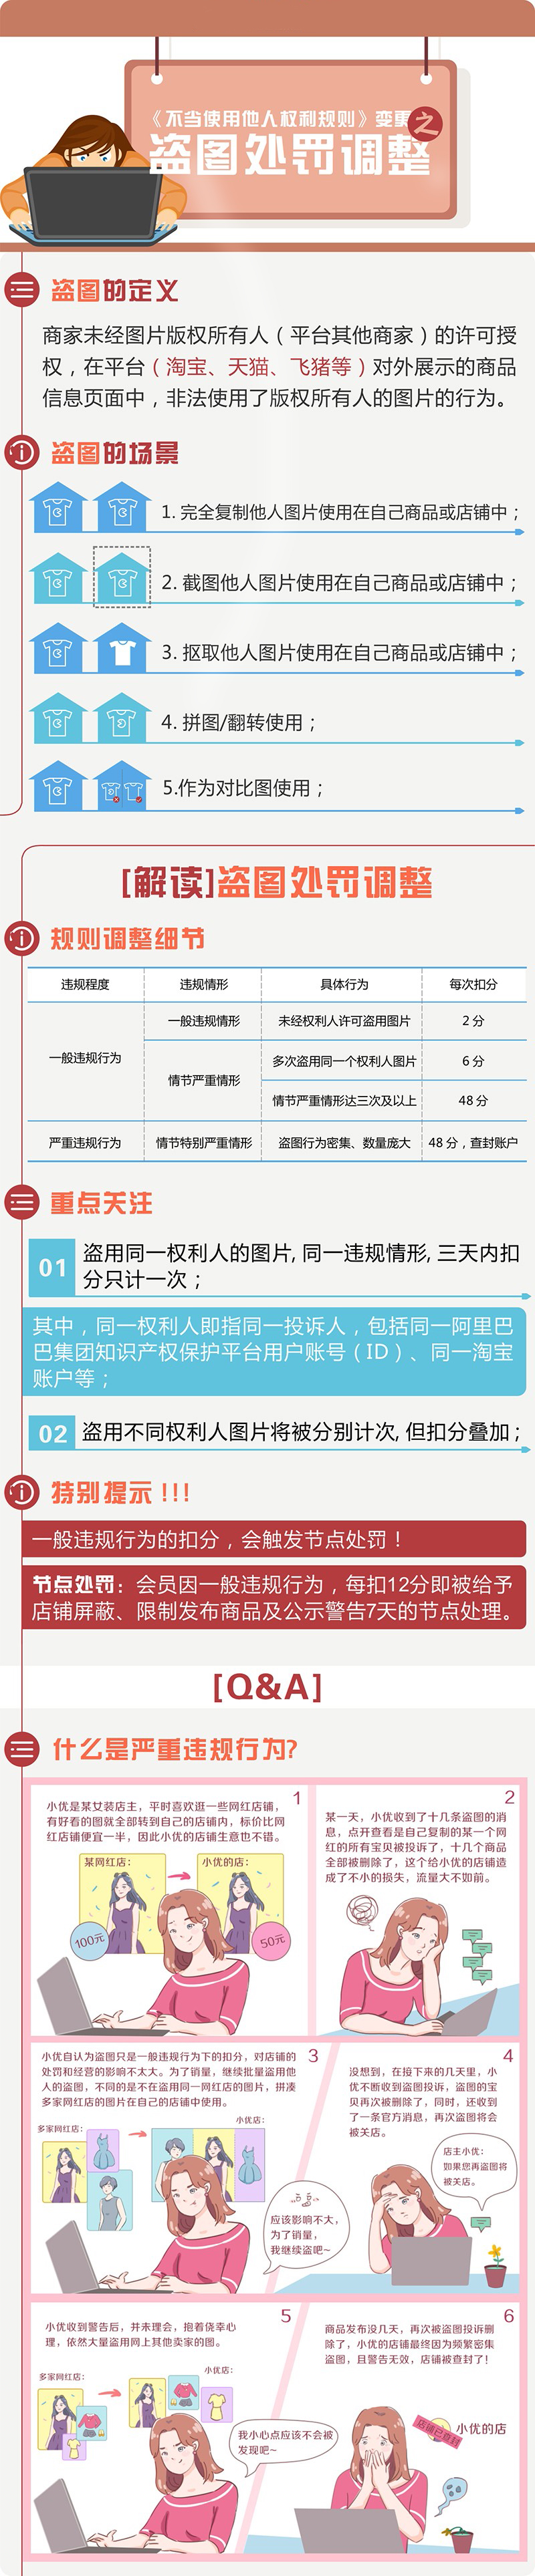 《不当使用他人权利规则》变更
之
盗图处罚调整
盗图的定义
商家未经图片版权所有人（平台其他商家）的许可授
权，在平台（淘宝、天猫、飞猪等）对外展示的商品
信息页面中，非法使用了版权所有人的图片的行为。
盗图的场景
1. 完全复制他人图片使用在自己商品或店铺中；
2. 截图他人图片使用在自己商品或店铺中；
3. 抠取他人图片使用在自己商品或店铺中；
4. 拼图/翻转使用；
5.作为对比图使用；
[解读]盗图处罚调整
规则调整细节
违规程度 违规情形 具体行为 每次扣分
一般违规行为
一般违规情形 未经权利人许可盗用图片 2 分
情节严重情形
多次盗用同一个权利人图片 6 分
情节严重情形达三次及以上 48 分
严重违规行为 情节特别严重情形 盗图行为密集、数量庞大 48 分，查封账户
重点关注
01
盗用同一权利人的图片, 同一违规情形, 三天内扣
分只计一次；
其中，同一权利人即指同一投诉人，包括同一阿里巴
巴集团知识产权保护平台用户账号（ID）、同一淘宝
账户等；
02 盗用不同权利人图片将被分别计次, 但扣分叠加；
特别提示 !!!
一般违规行为的扣分，会触发节点处罚！
节点处罚：会员因一般违规行为，每扣12分即被给予
店铺屏蔽、限制发布商品及公示警告7天的节点处理。
[Q&A]
什么是严重违规行为?
1
小优是某女装店主，平时喜欢逛一些网红店铺，
有好看的图就全部转到自己的店铺内，标价比网
红店铺便宜一半，因此小优的店铺生意也不错。
某网红店：
小优的店：
100元
50元
2
某一天，小优收到了十几条盗图的消
息，点开查看是自己复制的某一个网
红的所有宝贝被投诉了，十几个商品
全部被删除了，这个给小优的店铺造
成了不小的损失，流量大不如前。
3
小优自认为盗图只是一般违规行为下的扣分，对店铺的
处罚和经营的影响不太大。为了销量，继续批量盗用他
人的盗图，不同的是不在盗用同一网红店的图片，拼凑
多家网红店的图片在自己的店铺中使用。
多家网红店：
小优店：
应该影响不大，
为了销量，
我继续盗吧~
4
没想到，在接下来的几天里，小
优不断收到盗图投诉，盗图的宝
贝再次被删除了，同时，还收到
了一条官方消息，再次盗图将会
被关店。
店主小优：
如果您再盗图将
被关店。
5
小优收到警告后，并未理会，抱着侥幸心
理，依然大量盗用网上其他卖家的图。
多家网红店：
小优店：
我小心点应该不会被
发现吧~
6
商品发布没几天，再次被盗图投诉删
除了，小优的店铺最终因为频繁密集
盗图，且警告无效，店铺被查封了！
店铺已查封
小优的店